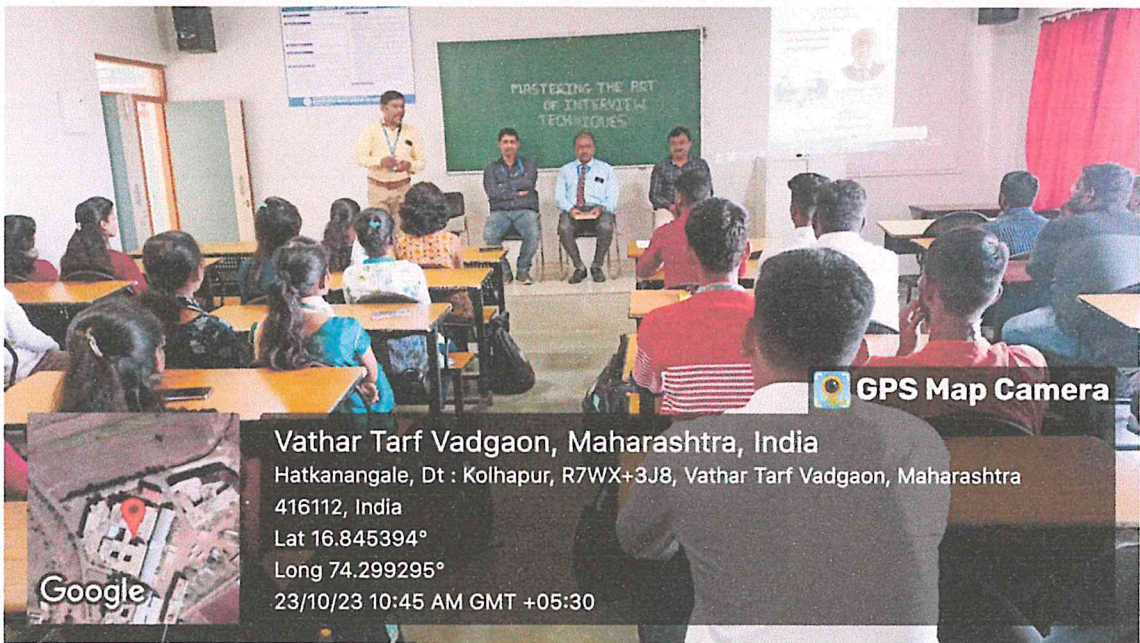 MASTERING THE ART
OF INTERVIEW
TECHNIQUES
GPS Map Camera
Vathar Tarf Vadgaon, Maharashtra, India
Hatkanangale, Dt : Kolhapur, R7WX+3J8, Vathar Tarf Vadgaon, Maharashtra
416112, India
Lat 16.845394°
Long 74.299295°
23/10/23 10:45 AM GMT +05:30
Google